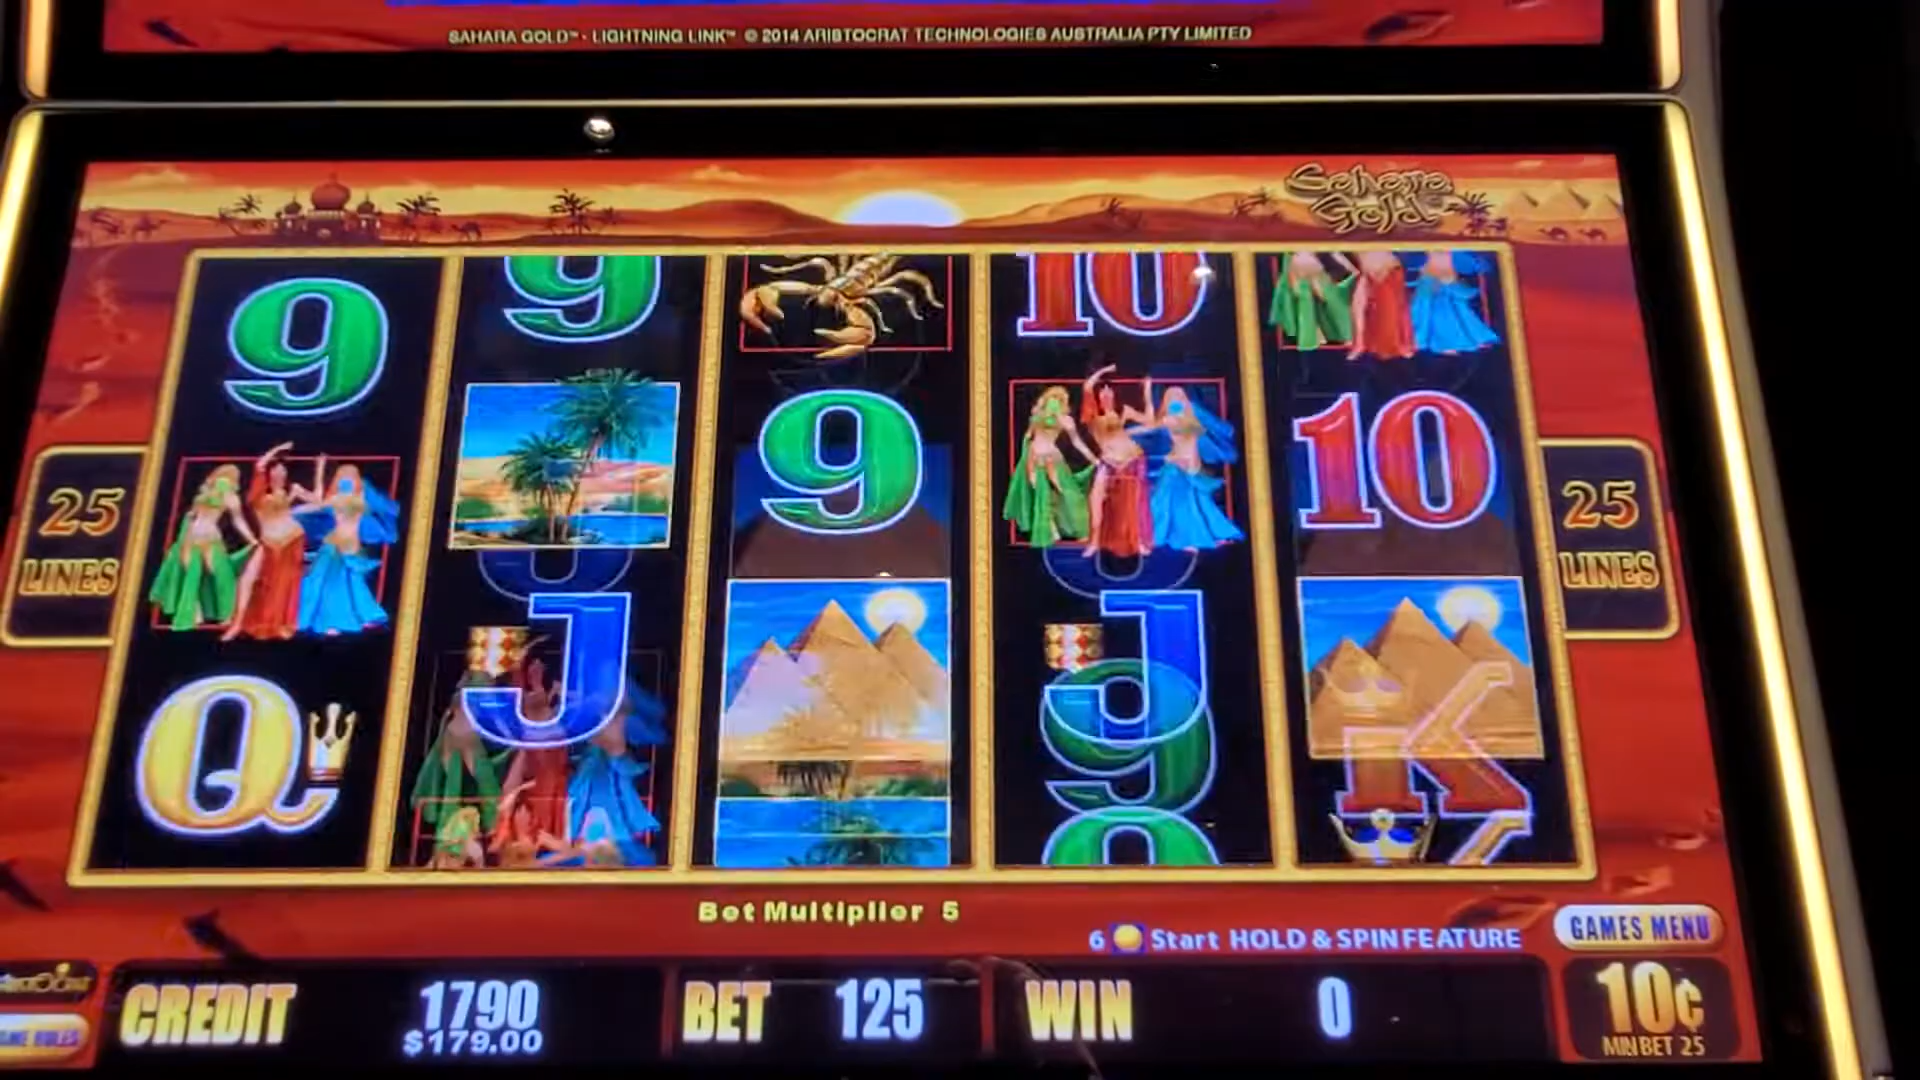 SAHARA GOLD™ · LIGHTNING LINK™ © 2014 ARISTOCRAT TECHNOLOGIES AUSTRALIA PTY LIMITED
Sahara
Gold
9 9 10
9 10
25
LINES
25
LINES
J J
Q 9 K
9 K
Bet Multiplier 5
6 Start HOLD & SPIN FEATURE
GAMES MENU
CREDIT 1790
$179.00
BET 125
WIN 0
10¢
MIN BET 25